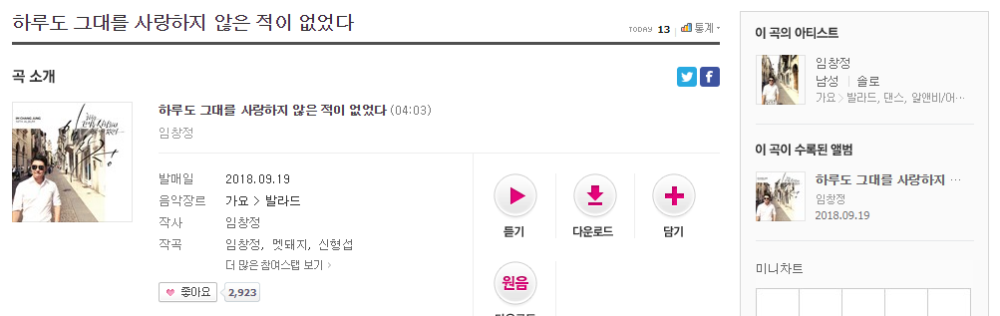 하루도 그대를 사랑하지 않은 적이 없었다
TODAY 13 통계
곡 소개
IM CHANG JUNG
하루도 그대를 사랑하지 않은 적이 없었다 (04:03)
임창정
발매일 2018.09.19
음악장르 가요 > 발라드
작사 임창정
작곡 임창정, 멧돼지, 신형섭
더 많은 참여스탭 보기 >
좋아요 2,923
듣기
다운로드
담기
원음
이 곡의 아티스트
임창정
남성 | 솔로
가요 > 발라드, 댄스, 알앤비/어…
이 곡이 수록된 앨범
하루도 그대를 사랑하지 …
임창정
2018.09.19
미니차트